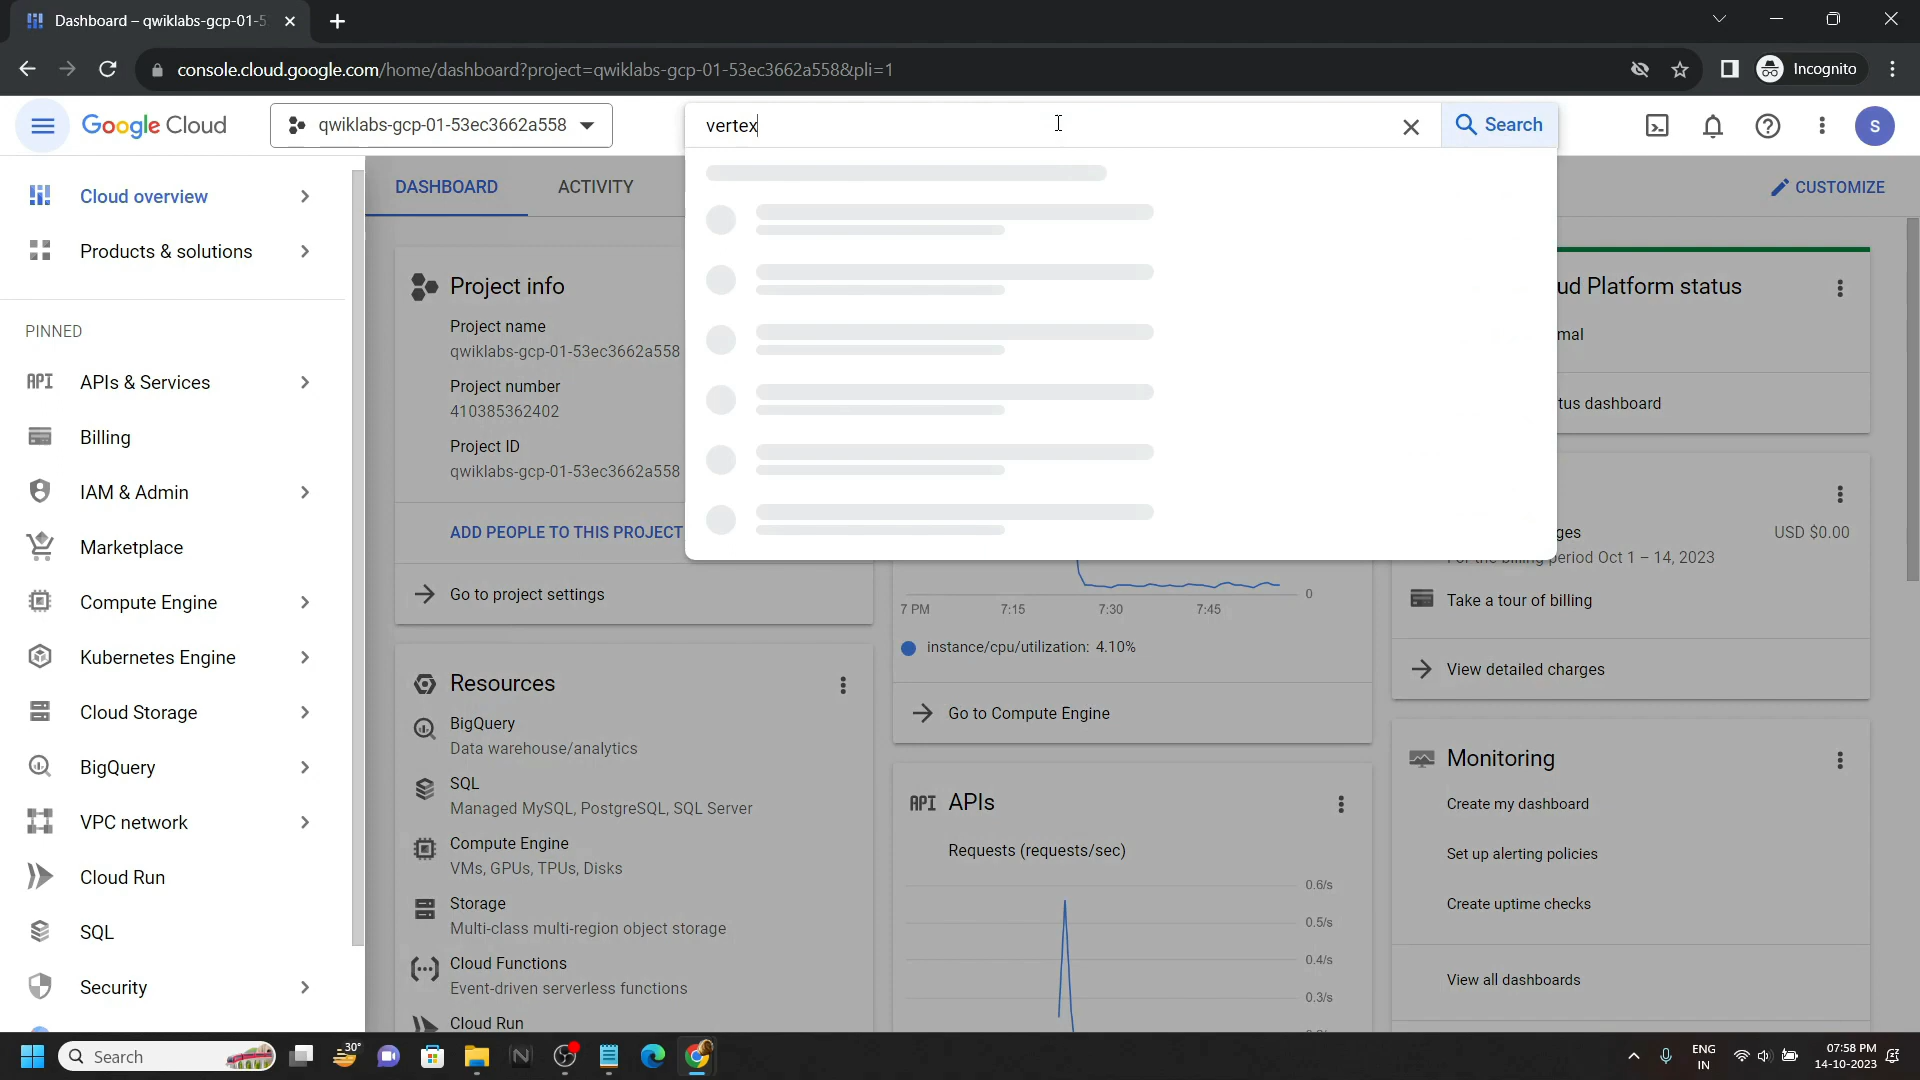 Dashboard – qwiklabs-gcp-01-5
console.cloud.google.com/home/dashboard?project=qwiklabs-gcp-01-53ec3662a558&pli=1
Incognito
Google Cloud
qwiklabs-gcp-01-53ec3662a558
vertex
Search
S
Cloud overview
Products & solutions
PINNED
API
APIs & Services
Billing
IAM & Admin
Marketplace
Compute Engine
Kubernetes Engine
Cloud Storage
BigQuery
VPC network
Cloud Run
SQL
Security
DASHBOARD
ACTIVITY
CUSTOMIZE
Project info
Project name
qwiklabs-gcp-01-53ec3662a558
Project number
410385362402
Project ID
qwiklabs-gcp-01-53ec3662a558
ADD PEOPLE TO THIS PROJECT
Go to project settings
Resources
BigQuery
Data warehouse/analytics
SQL
Managed MySQL, PostgreSQL, SQL Server
Compute Engine
VMs, GPUs, TPUs, Disks
Storage
Multi-class multi-region object storage
Cloud Functions
Event-driven serverless functions
Cloud Run
0
7 PM
7:15
7:30
7:45
instance/cpu/utilization: 4.10%
Go to Compute Engine
API
APIs
Requests (requests/sec)
0.6/s
0.5/s
0.4/s
0.3/s
ud Platform status
mal
tus dashboard
ges
USD $0.00
For the billing period Oct 1 – 14, 2023
Take a tour of billing
View detailed charges
Monitoring
Create my dashboard
Set up alerting policies
Create uptime checks
View all dashboards
Search
30°
ENG
IN
07:58 PM
14-10-2023